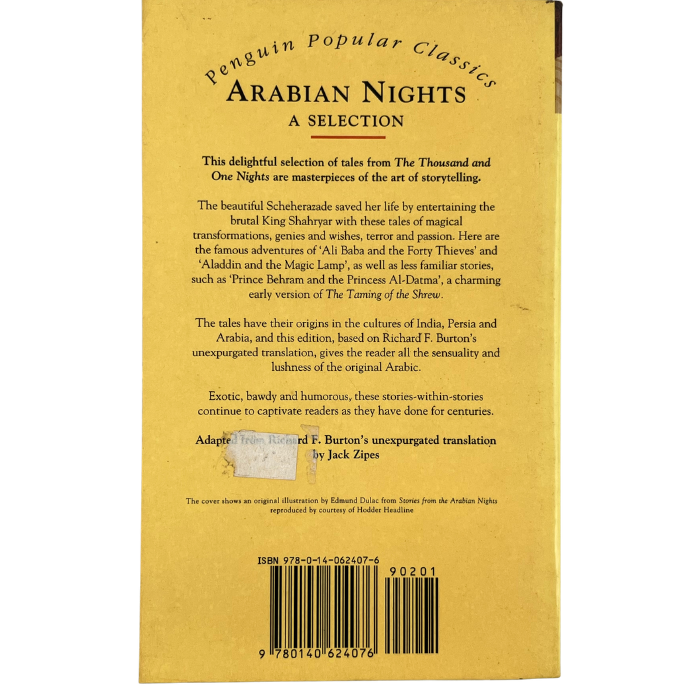 Penguin Popular Classics
ARABIAN NIGHTS
A SELECTION
This delightful selection of tales from The Thousand and
One Nights are masterpieces of the art of storytelling.
The beautiful Scheherazade saved her life by entertaining the
brutal King Shahryar with these tales of magical
transformations, genies and wishes, terror and passion. Here are
the famous adventures of ‘Ali Baba and the Forty Thieves’ and
‘Aladdin and the Magic Lamp’, as well as less familiar stories,
such as ‘Prince Behram and the Princess Al-Datma’, a charming
early version of The Taming of the Shrew.
The tales have their origins in the cultures of India, Persia and
Arabia, and this edition, based on Richard F. Burton’s
unexpurgated translation, gives the reader all the sensuality and
lushness of the original Arabic.
Exotic, bawdy and humorous, these stories-within-stories
continue to captivate readers as they have done for centuries.
Adapted from Richard F. Burton’s unexpurgated translation
by Jack Zipes
The cover shows an original illustration by Edmund Dulac from Stories from the Arabian Nights
reproduced by courtesy of Hodder Headline
ISBN 978-0-14-062407-6
90201
9 780140 624076